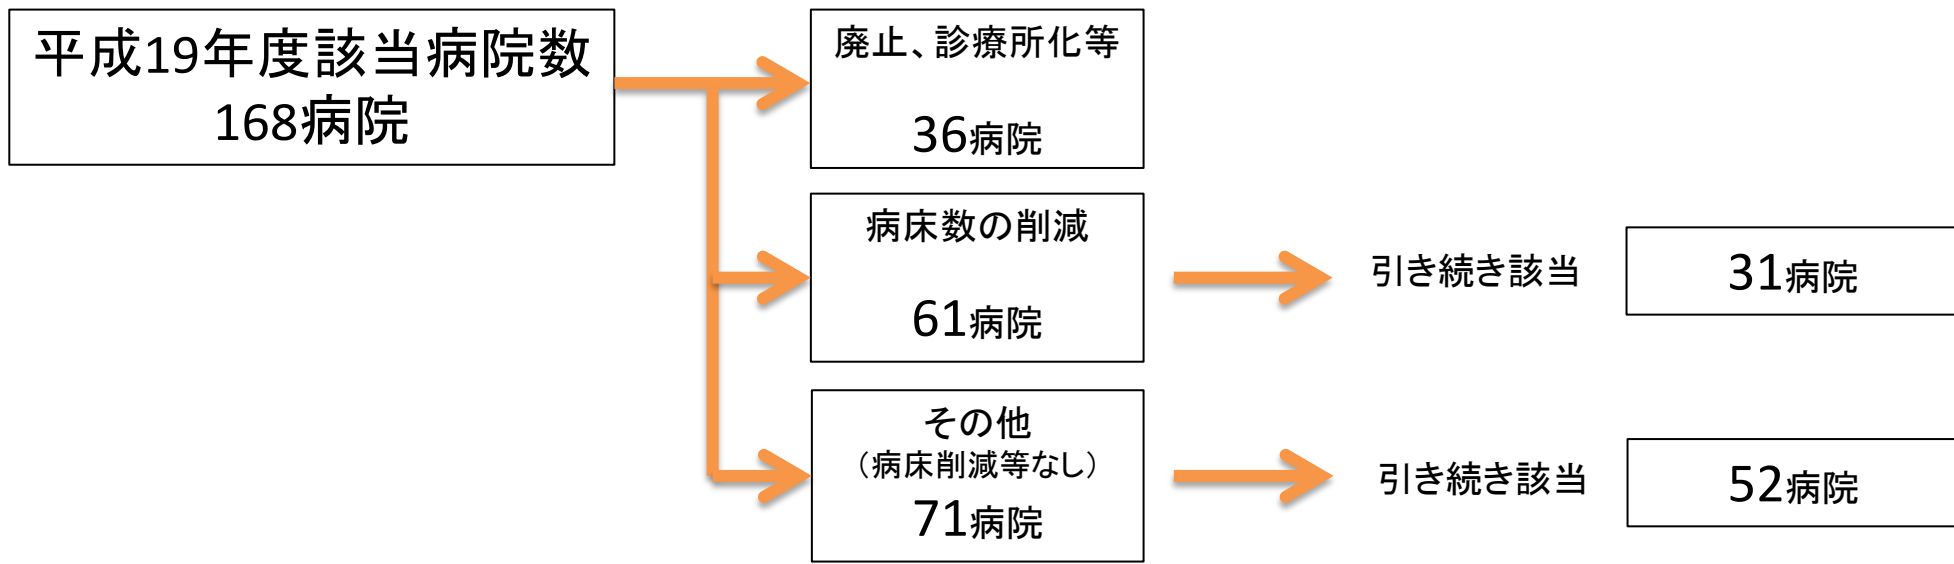 平成19年度該当病院数
168病院
廃止、診療所化等
36病院
病床数の削減
61病院
引き続き該当
31病院
その他
（病床削減等なし）
71病院
引き続き該当
52病院